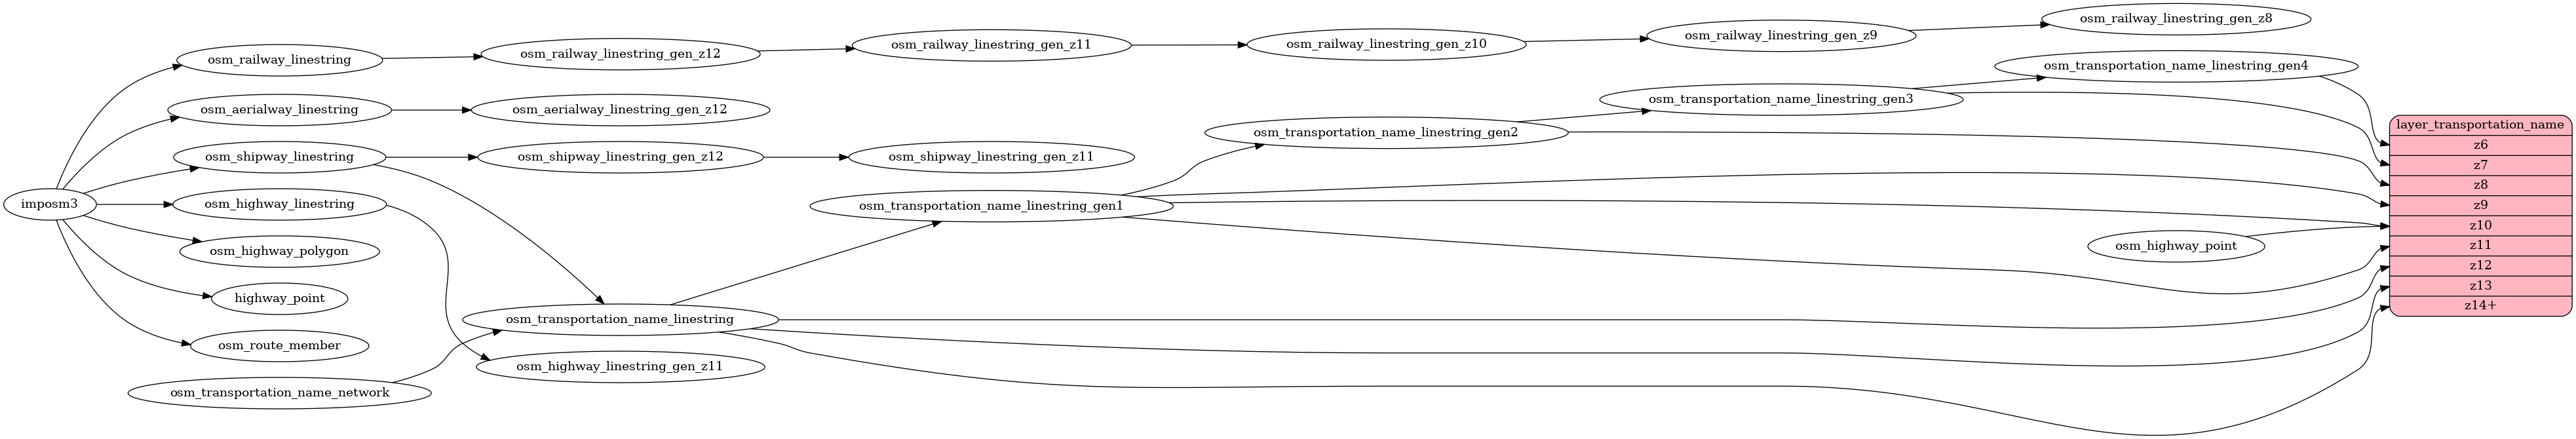 osm_railway_linestring_gen_z8
osm_railway_linestring_gen_z9
osm_railway_linestring_gen_z10
osm_railway_linestring_gen_z11
osm_railway_linestring_gen_z12
osm_railway_linestring
osm_transportation_name_linestring_gen4
osm_transportation_name_linestring_gen3
osm_aerialway_linestring
osm_aerialway_linestring_gen_z12
osm_transportation_name_linestring_gen2
osm_shipway_linestring
osm_shipway_linestring_gen_z12
osm_shipway_linestring_gen_z11
imposm3
osm_highway_linestring
osm_transportation_name_linestring_gen1
osm_highway_polygon
osm_highway_point
highway_point
osm_transportation_name_linestring
osm_route_member
osm_highway_linestring_gen_z11
osm_transportation_name_network
layer_transportation_name
z6
z7
z8
z9
z10
z11
z12
z13
z14+